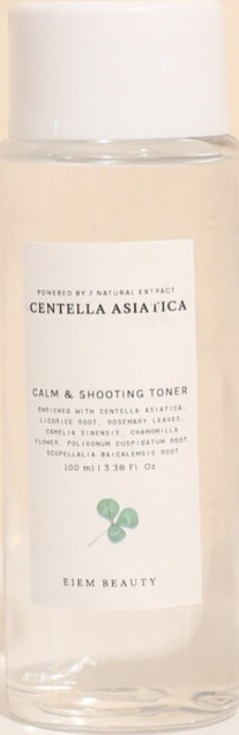 POWERED BY 7 NATURAL EXTRACT
CENTELLA ASIATICA
CALM & SHOOTING TONER
ENRICHED WITH CENTELLA ASIATICA,
LICORICE ROOT, ROSEMARY LEAVES,
CAMELIA SINENSIS, CHAMOMILLA
FLOWER, POLIGONUM CUSPIDATUM ROOT,
SCUPELLALIA BAICALEMSIS ROOT
100 ml | 3.38 Fl. Oz
EIEM BEAUTY